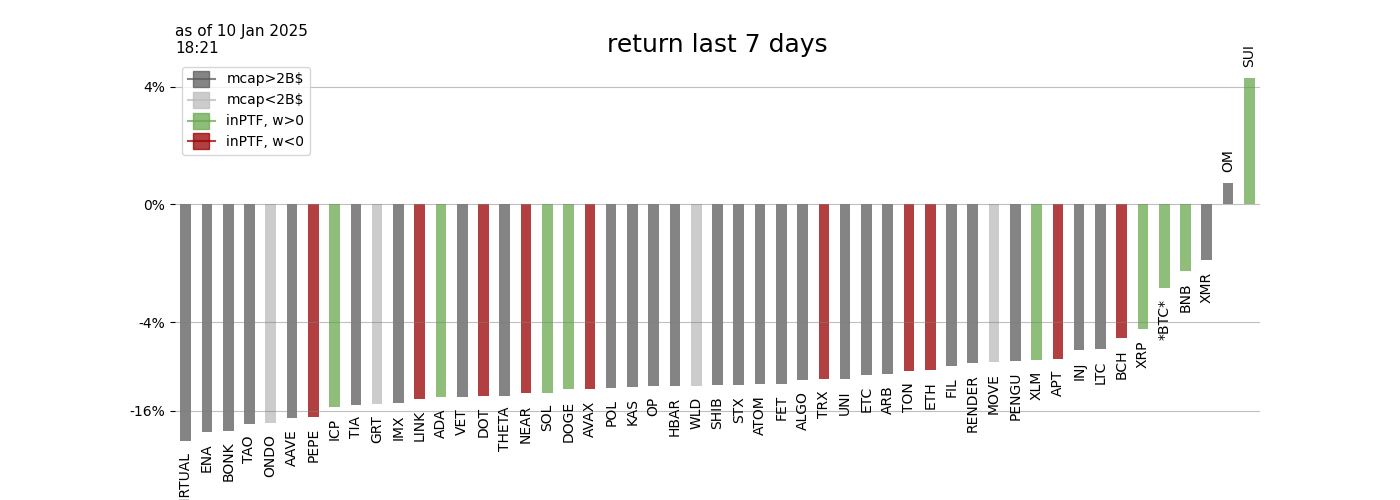 as of 10 Jan 2025
18:21
return last 7 days
mcap>2B$
mcap<2B$
inPTF, w>0
inPTF, w<0
4%
0%
-4%
-16%
RTUAL
ENA
BONK
TAO
ONDO
AAVE
PEPE
ICP
TIA
GRT
IMX
LINK
ADA
VET
DOT
THETA
NEAR
SOL
DOGE
AVAX
POL
KAS
OP
HBAR
WLD
SHIB
STX
ATOM
FET
ALGO
TRX
UNI
ETC
ARB
TON
ETH
FIL
RENDER
MOVE
PENGU
XLM
APT
INJ
LTC
BCH
XRP
*BTC*
BNB
XMR
OM
SUI